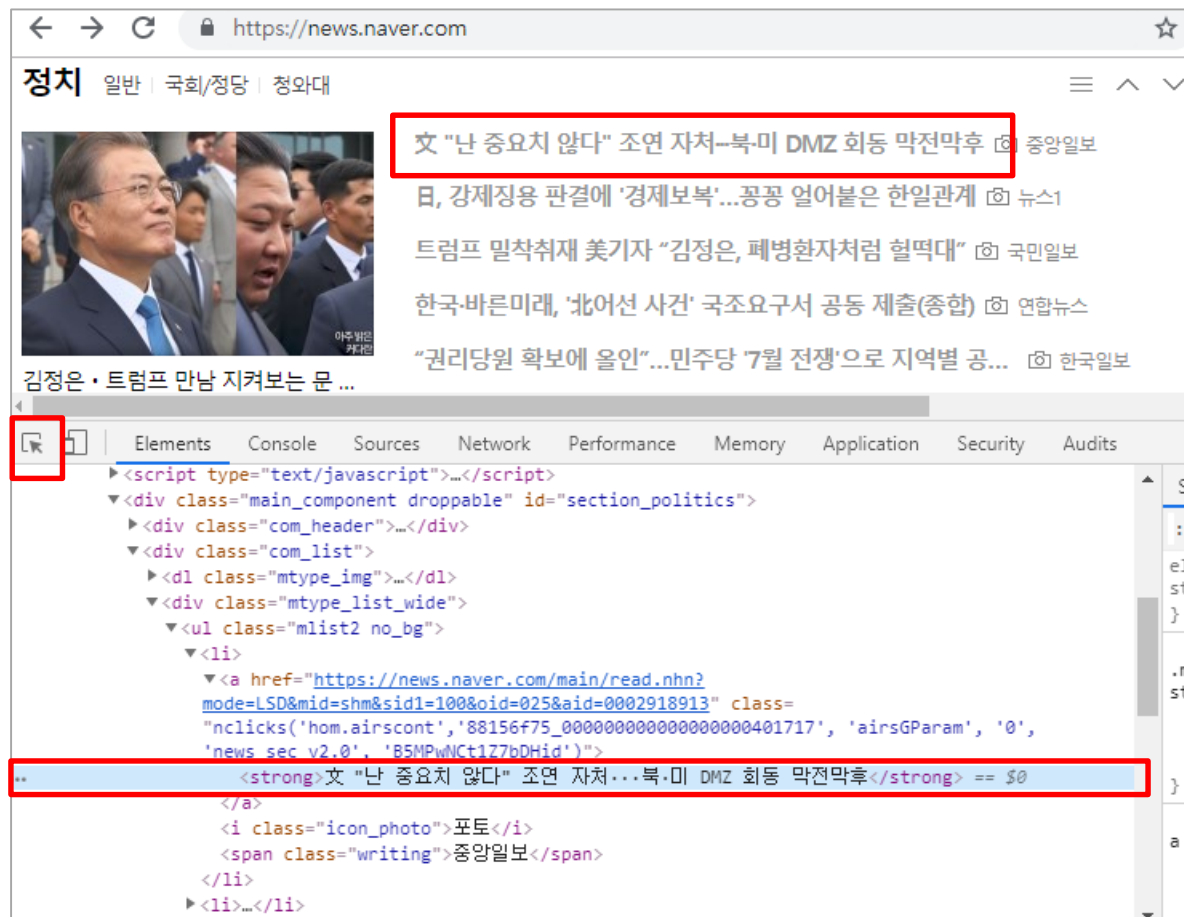 https://news.naver.com
정치 일반 국회/정당 청와대
文 "난 중요치 않다" 조연 자처···북·미 DMZ 회동 막전막후 중앙일보
日, 강제징용 판결에 '경제보복'…꽁꽁 얼어붙은 한일관계 뉴스1
트럼프 밀착취재 美기자 “김정은, 폐병환자처럼 헐떡대” 국민일보
한국·바른미래, '北어선 사건' 국조요구서 공동 제출(종합) 연합뉴스
“권리당원 확보에 올인”…민주당 '7월 전쟁'으로 지역별 공... 한국일보
아주 밝은
커다란
김정은·트럼프 만남 지켜보는 문 ...
Elements Console Sources Network Performance Memory Application Security Audits
<script type="text/javascript">…</script>
<div class="main_component droppable" id="section_politics">
<div class="com_header">…</div>
<div class="com_list">
<dl class="mtype_img">…</dl>
<div class="mtype_list_wide">
<ul class="mlist2 no_bg">
<li>
<a href="https://news.naver.com/main/read.nhn?
mode=LSD&mid=shm&sid1=100&oid=025&aid=0002918913" class=
"nclicks('hom.airscont','88156f75_0000000000000000000401717', 'airsGParam', '0',
'news_sec_v2.0', 'B5MPwNCt1Z7bDHid')">
<strong>文 "난 중요치 않다" 조연 자처···북·미 DMZ 회동 막전막후</strong> == $0
</a>
<i class="icon_photo">포토</i>
<span class="writing">중앙일보</span>
</li>
<li>…</li>